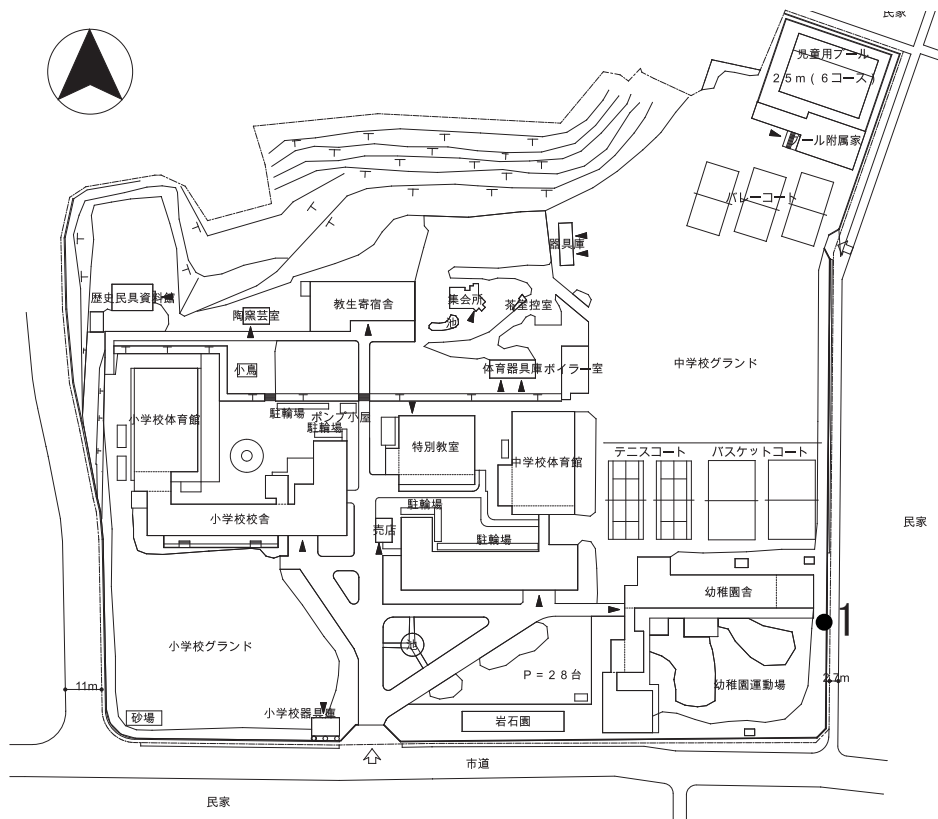 民家
児童用プール
25m(6コース)
プール附属家
バレーコート
器具庫
歴史民具資料館
陶窯芸室
教生寄宿舎
集会所
茶室控室
池
中学校グランド
小鳥
体育器具庫
ボイラー室
駐輪場
ポンプ小屋
駐輪場
小学校体育館
特別教室
中学校体育館
テニスコート
バスケットコート
駐輪場
小学校校舎
売店
駐輪場
民家
幼稚園舎
1
池
小学校グランド
P=28台
幼稚園運動場
2.7m
11m
砂場
小学校器具庫
岩石園
市道
民家